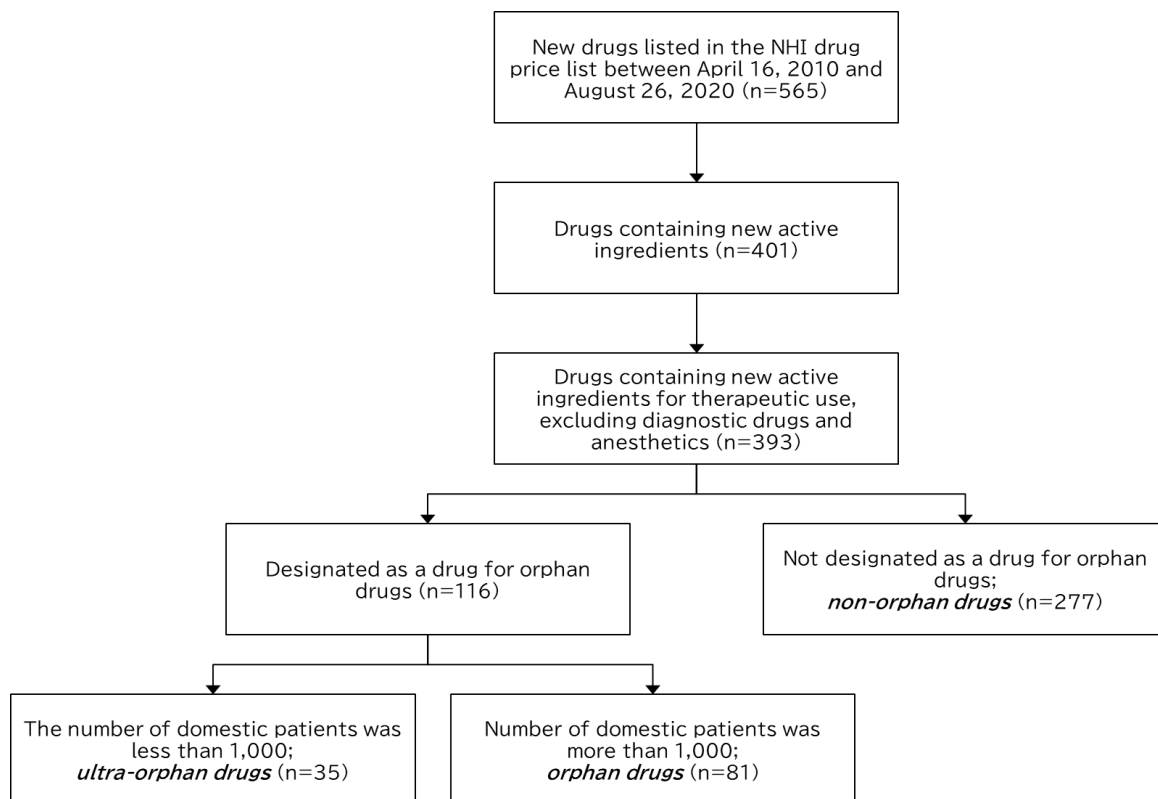 New drugs listed in the NHI drug
price list between April 16, 2010 and
August 26, 2020 (n=565)
Drugs containing new active
ingredients (n=401)
Drugs containing new active
ingredients for therapeutic use,
excluding diagnostic drugs and
anesthetics (n=393)
Designated as a drug for orphan
drugs (n=116)
Not designated as a drug for orphan
drugs;
non-orphan drugs (n=277)
The number of domestic patients was
less than 1,000;
ultra-orphan drugs (n=35)
Number of domestic patients was
more than 1,000;
orphan drugs (n=81)